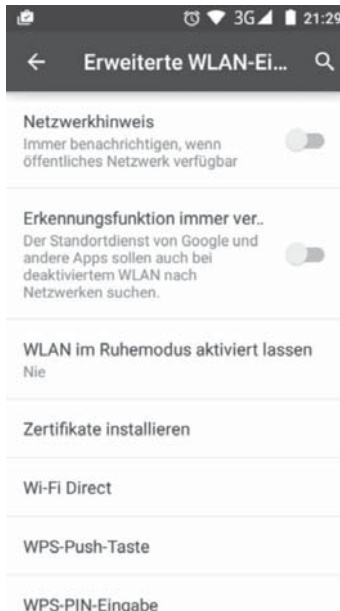 3G 21:29
Erweiterte WLAN-Ei...
Netzwerkhinweis
Immer benachrichtigen, wenn
öffentliches Netzwerk verfügbar
Erkennungsfunktion immer ver..
Der Standortdienst von Google und
andere Apps sollen auch bei
deaktiviertem WLAN nach
Netzwerken suchen.
WLAN im Ruhemodus aktiviert lassen
Nie
Zertifikate installieren
Wi-Fi Direct
WPS-Push-Taste
WPS-PIN-Eingabe